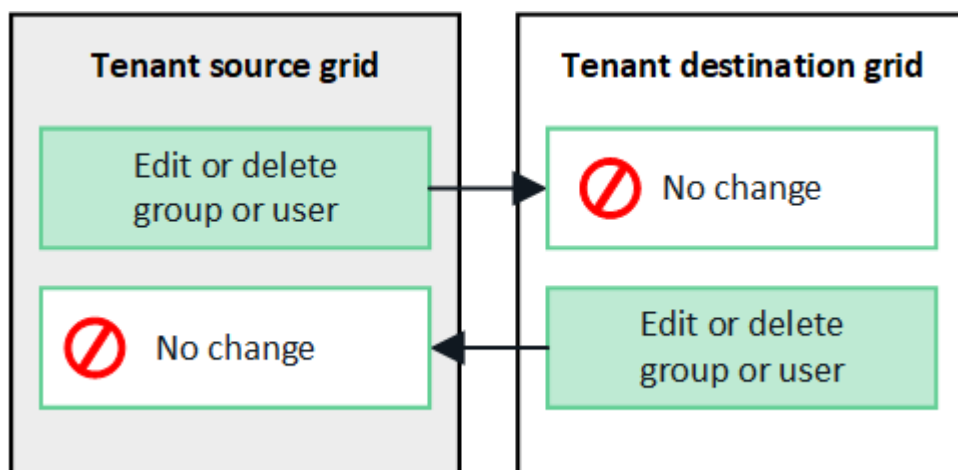 Tenant source grid
Edit or delete
group or user
No change
Tenant destination grid
No change
Edit or delete
group or user